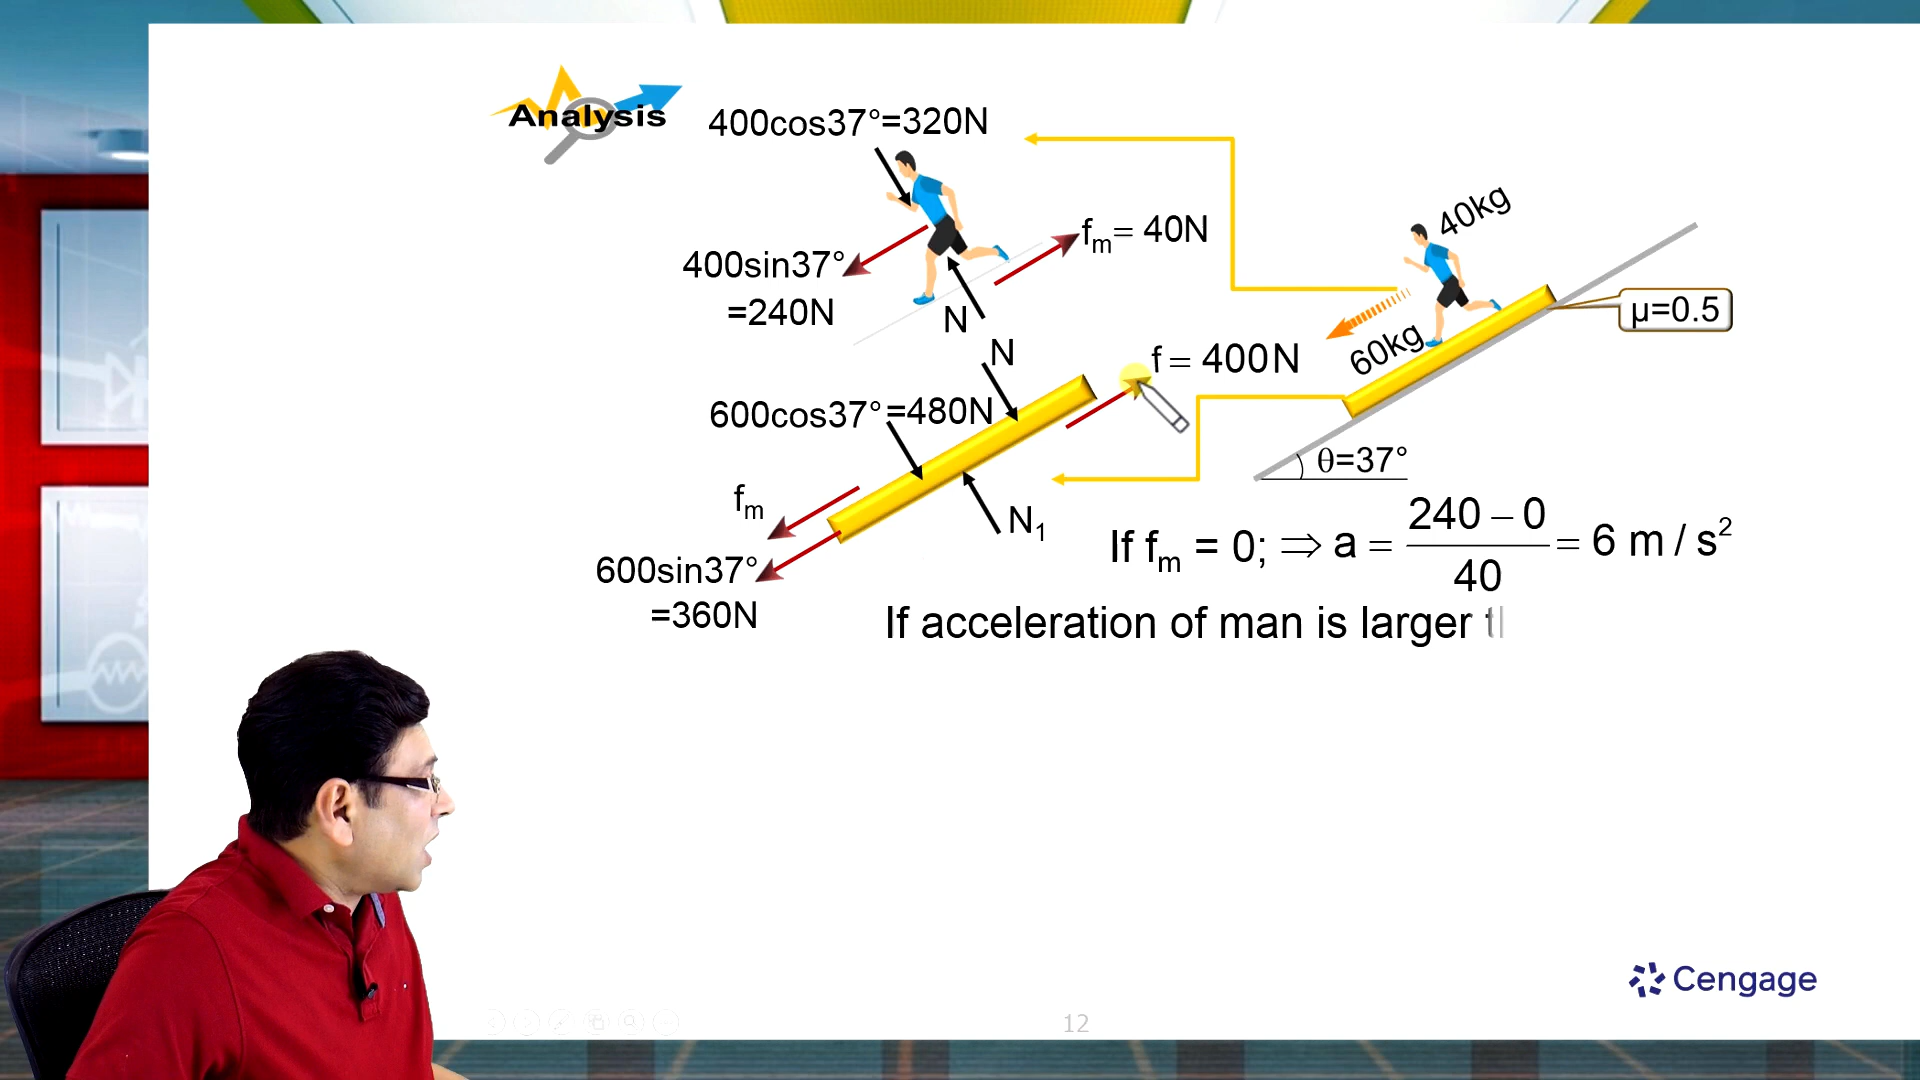 Analysis
400cos37°=320N
40kg
fm= 40N
400sin37°
=240N
N
µ=0.5
N
60kg
f = 400N
600cos37°=480N
θ=37°
fm
N1
If fm = 0; ⇒ a = 240 – 0 / 40 = 6 m / s²
600sin37°
=360N
If acceleration of man is larger
Cengage
12